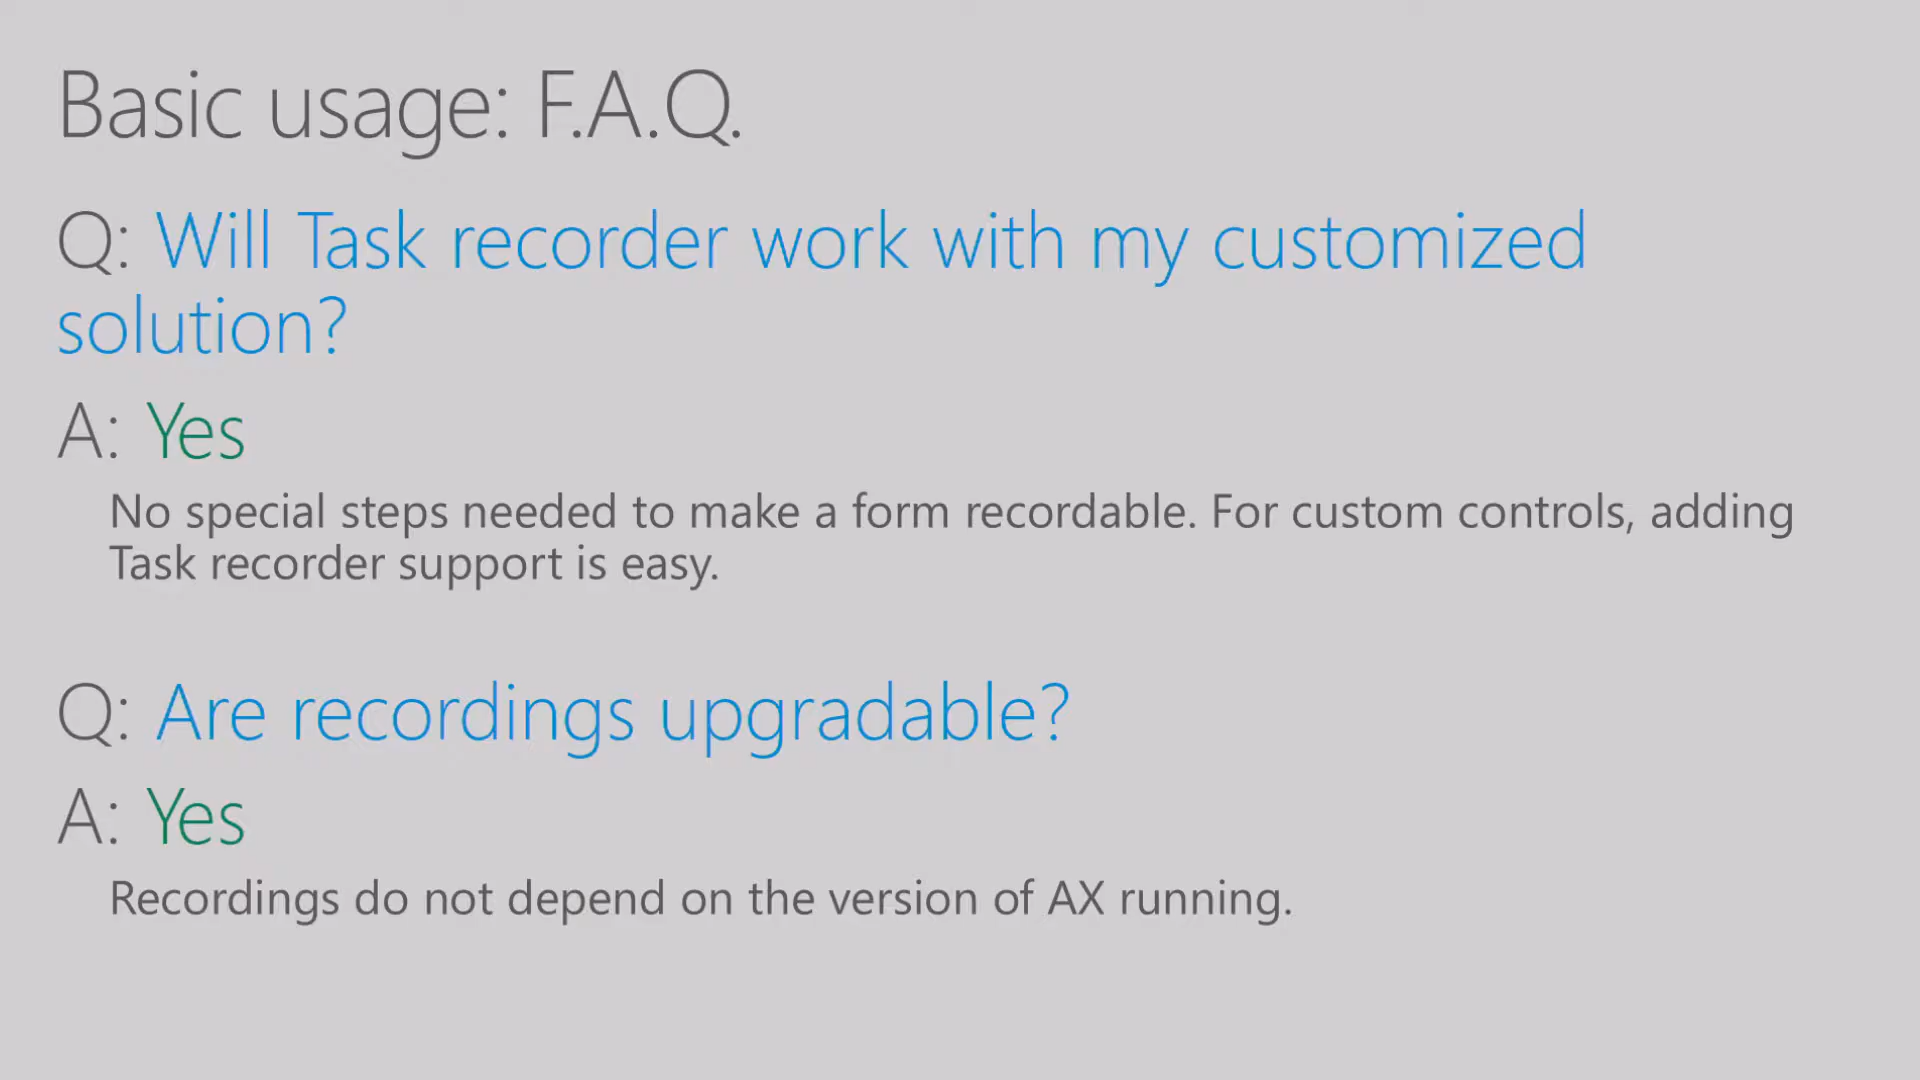 Basic usage: F.A.Q.
Q: Will Task recorder work with my customized
solution?
A: Yes
No special steps needed to make a form recordable. For custom controls, adding
Task recorder support is easy.
Q: Are recordings upgradable?
A: Yes
Recordings do not depend on the version of AX running.